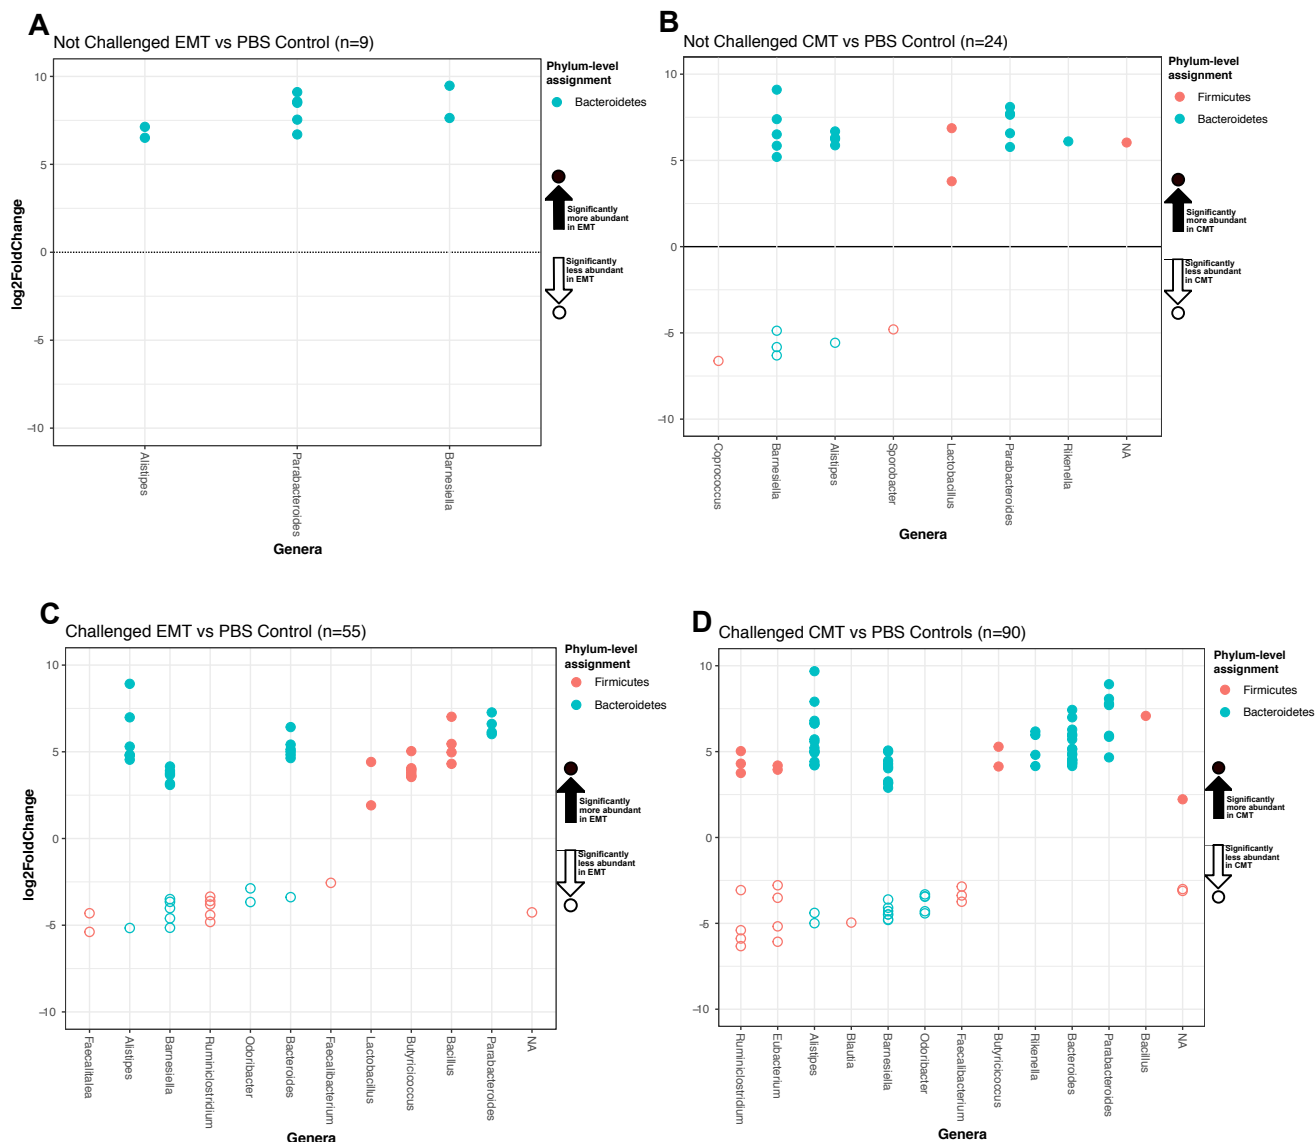 A
Not Challenged EMT vs PBS Control (n=9)
log2FoldChange
10
5
0
−5
−10
Alistipes
Parabacteroides
Barnesiella
Genera
Phylum-level
assignment
Bacteroidetes
Significantly
more abundant
in EMT
Significantly
less abundant
in EMT
B
Not Challenged CMT vs PBS Control (n=24)
10
5
0
−5
−10
Coprococcus
Barnesiella
Alistipes
Sporobacter
Lactobacillus
Parabacteroides
Rikenella
NA
Genera
Phylum-level
assignment
Firmicutes
Bacteroidetes
Significantly
more abundant
in CMT
Significantly
less abundant
in CMT
C
Challenged EMT vs PBS Control (n=55)
log2FoldChange
10
5
0
−5
−10
Faecalitalea
Alistipes
Barnesiella
Ruminiclostridium
Odoribacter
Bacteroides
Faecalibacterium
Lactobacillus
Butyricicoccus
Bacillus
Parabacteroides
NA
Genera
Phylum-level
assignment
Firmicutes
Bacteroidetes
Significantly
more abundant
in EMT
Significantly
less abundant
in EMT
D
Challenged CMT vs PBS Controls (n=90)
10
5
0
−5
−10
Ruminiclostridium
Eubacterium
Alistipes
Blautia
Barnesiella
Odoribacter
Faecalibacterium
Butyricicoccus
Rikenella
Bacteroides
Parabacteroides
Bacillus
NA
Genera
Phylum-level
assignment
Firmicutes
Bacteroidetes
Significantly
more abundant
in CMT
Significantly
less abundant
in CMT